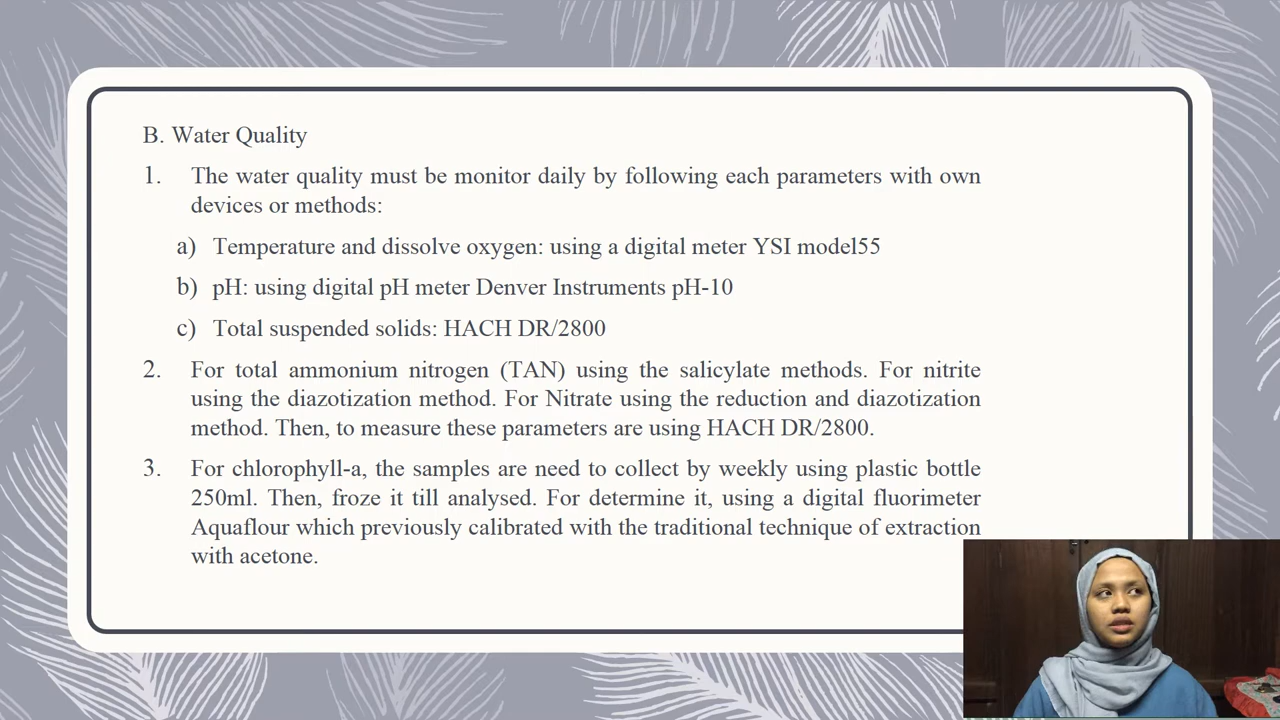 B. Water Quality
1. The water quality must be monitor daily by following each parameters with own
devices or methods:
a) Temperature and dissolve oxygen: using a digital meter YSI model55
b) pH: using digital pH meter Denver Instruments pH-10
c) Total suspended solids: HACH DR/2800
2. For total ammonium nitrogen (TAN) using the salicylate methods. For nitrite
using the diazotization method. For Nitrate using the reduction and diazotization
method. Then, to measure these parameters are using HACH DR/2800.
3. For chlorophyll-a, the samples are need to collect by weekly using plastic bottle
250ml. Then, froze it till analysed. For determine it, using a digital fluorimeter
Aquaflour which previously calibrated with the traditional technique of extraction
with acetone.